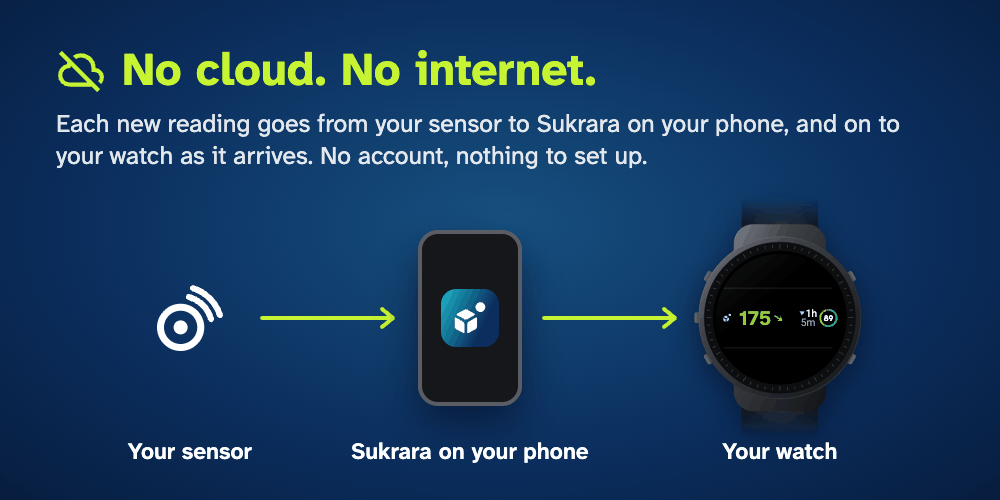 No cloud. No internet.
Each new reading goes from your sensor to Sukrara on your phone, and on to
your watch as it arrives. No account, nothing to set up.
175
1h
5m
89
Your sensor
Sukrara on your phone
Your watch